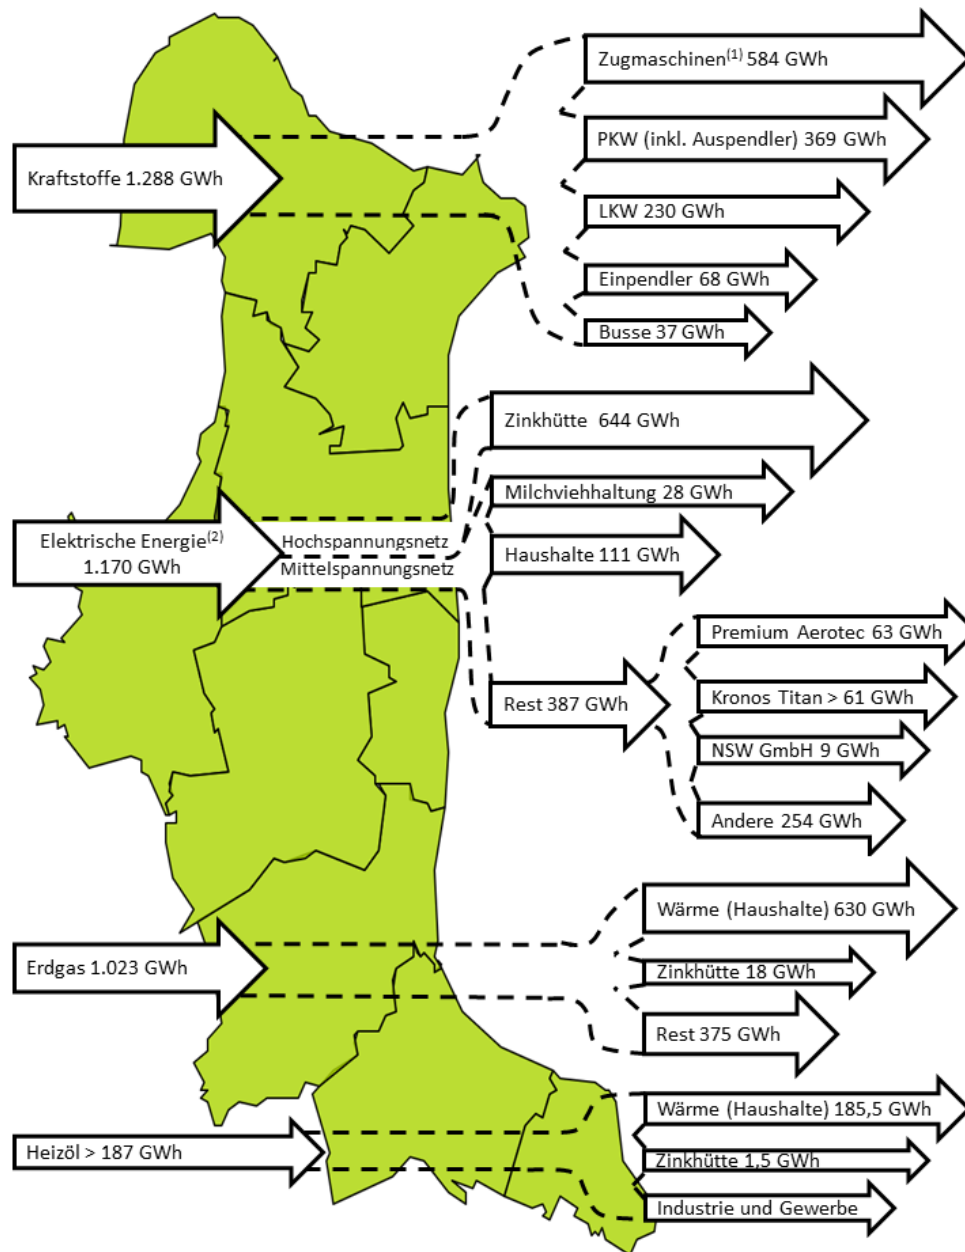 Zugmaschinen(1) 584 GWh
PKW (inkl. Auspendler) 369 GWh
Kraftstoffe 1.288 GWh
LKW 230 GWh
Einpendler 68 GWh
Busse 37 GWh
Zinkhütte 644 GWh
Milchviehhaltung 28 GWh
Elektrische Energie(2)
1.170 GWh
Hochspannungsnetz
Mittelspannungsnetz
Haushalte 111 GWh
Premium Aerotec 63 GWh
Rest 387 GWh
Kronos Titan > 61 GWh
NSW GmbH 9 GWh
Andere 254 GWh
Wärme (Haushalte) 630 GWh
Erdgas 1.023 GWh
Zinkhütte 18 GWh
Rest 375 GWh
Wärme (Haushalte) 185,5 GWh
Heizöl > 187 GWh
Zinkhütte 1,5 GWh
Industrie und Gewerbe